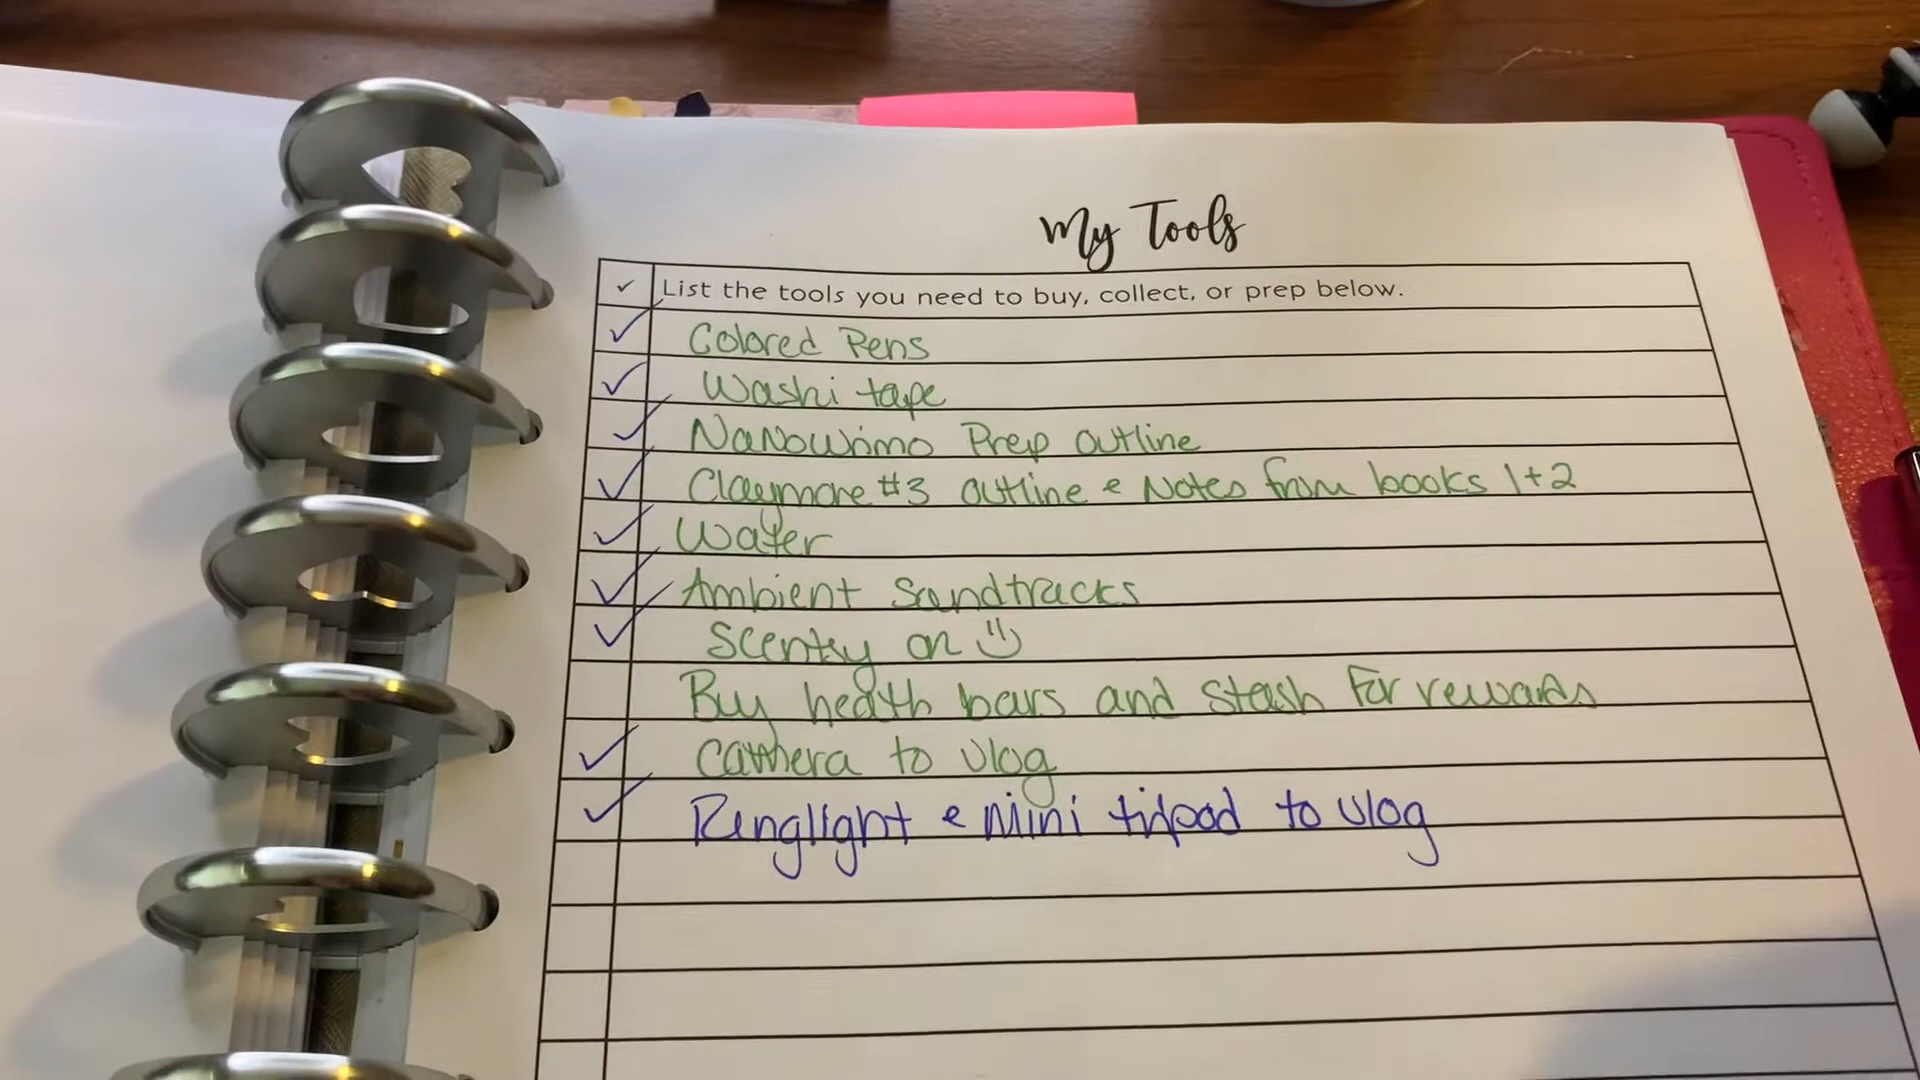 My Tools
✓ List the tools you need to buy, collect, or prep below.
✓ Colored Pens
✓ Washi tape
✓ NaNoWrimo Prep outline
✓ Claymore #3 outline & Notes from books 1+2
✓ Water
✓ Ambient Soundtracks
✓ Scentsy on
Buy health bars and stash for rewards
✓ Camera to vlog
✓ Ringlight & Mini tripod to vlog